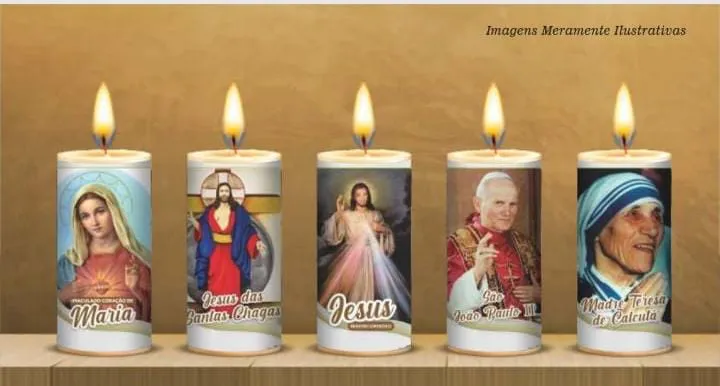 Imagens Meramente Ilustrativas
IMACULADO CORAÇÃO DE
Maria
Jesus das
Santas Chagas
Jesus
São
João Paulo II
Madre Teresa
de Calcutá